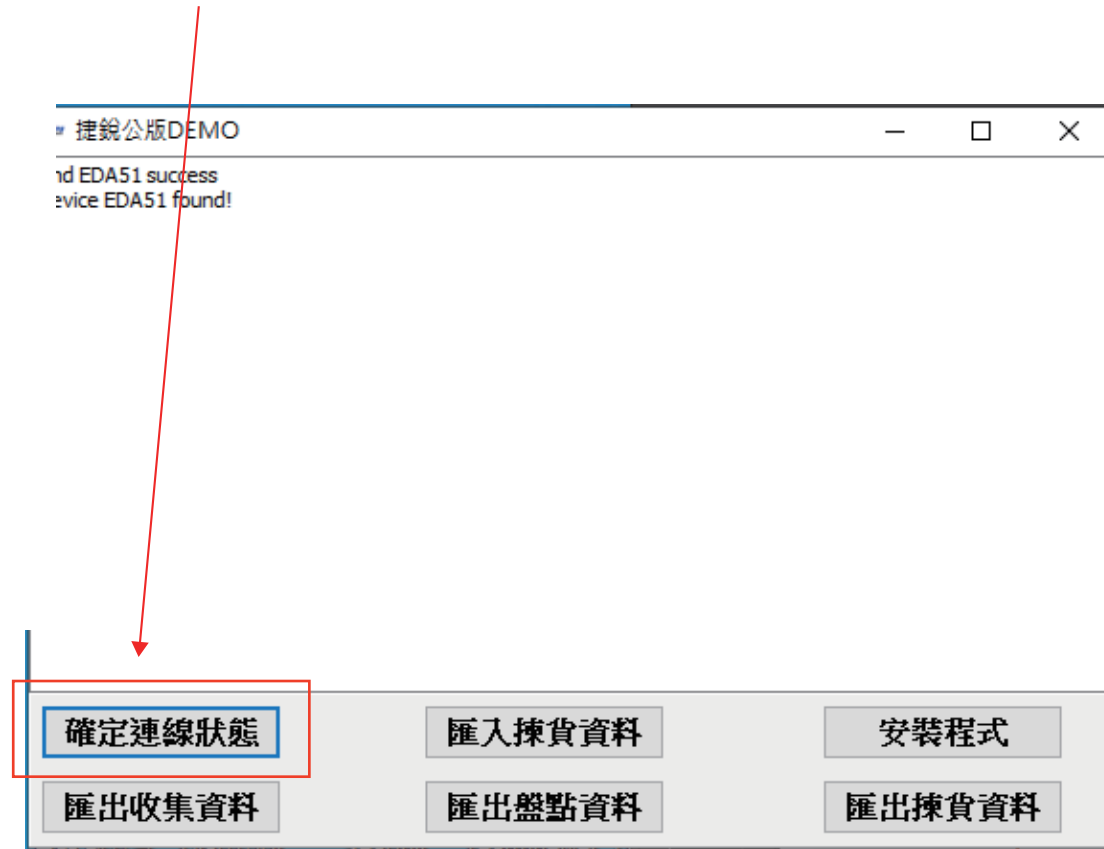 捷銳公版DEMO
nd EDA51 success
evice EDA51 found!
確定連線狀態
匯入揀貨資料
安裝程式
匯出收集資料
匯出盤點資料
匯出揀貨資料